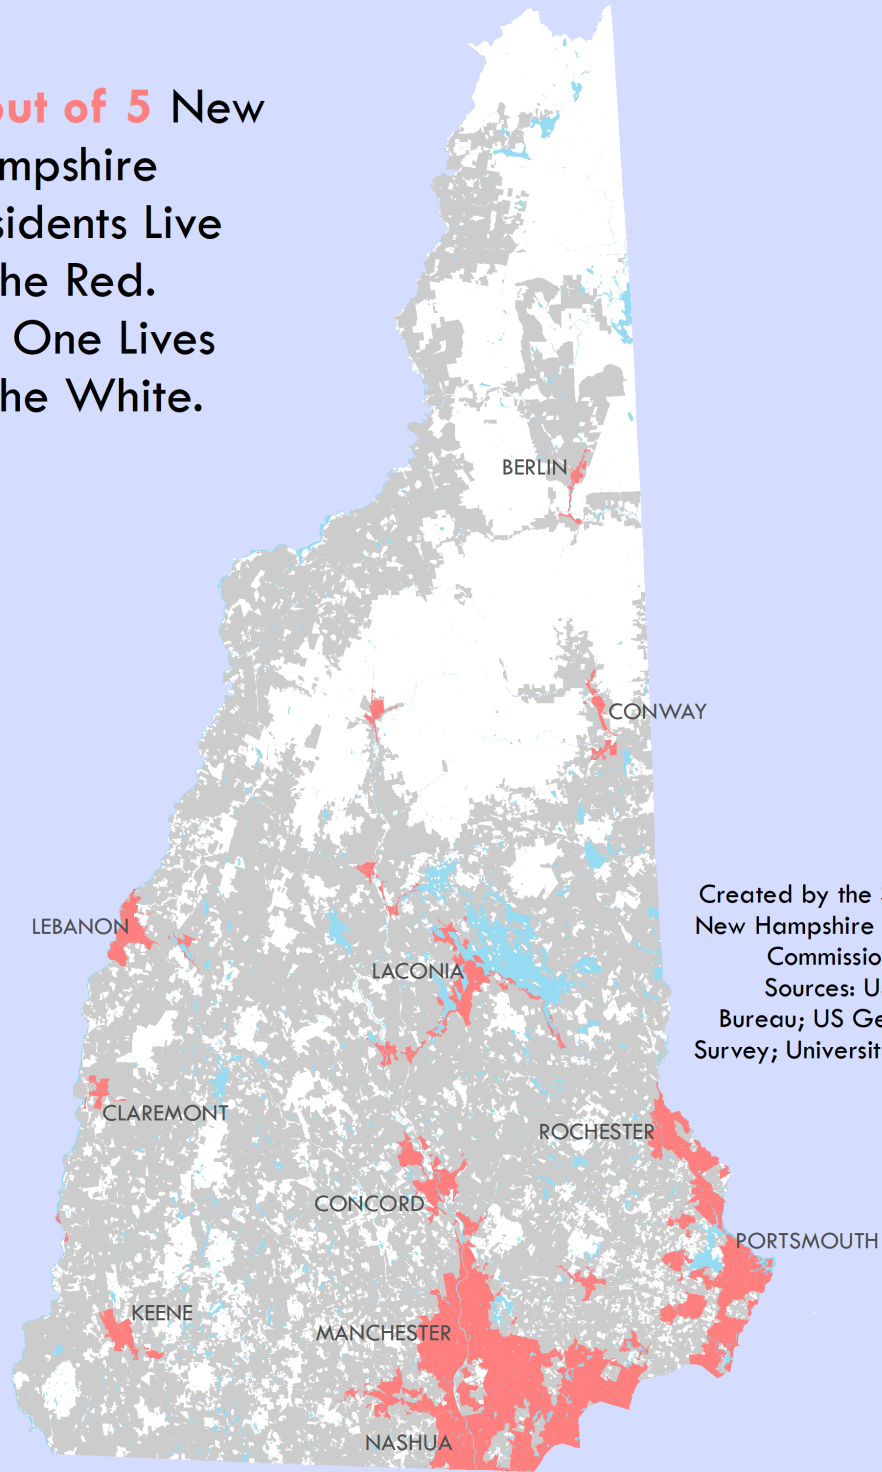 out of 5 New
mpshire
sidents Live
he Red.
One Lives
he White.
BERLIN
CONWAY
Created by the
New Hampshire
LEBANON
Commissio
LACONIA
Sources: U
Bureau; US Ge
Survey; Universit
CLAREMONT
ROCHESTER
CONCORD
PORTSMOUTH
KEENE
MANCHESTER
NASHUA